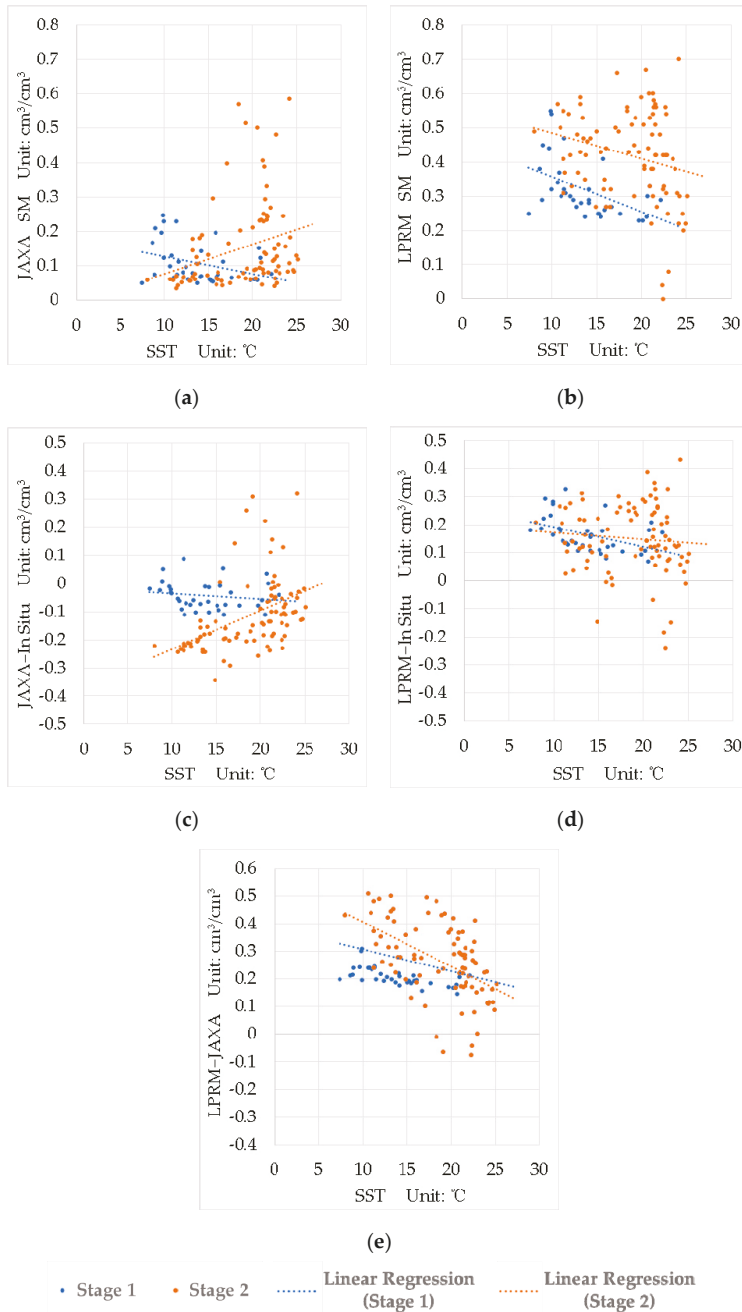 0.8
0.7
0.6
0.5
0.4
0.3
0.2
0.1
0
0 5 10 15 20 25 30
JAXA SM Unit: cm³/cm³
SST Unit: ℃
(a)
0.8
0.7
0.6
0.5
0.4
0.3
0.2
0.1
0
0 5 10 15 20 25 30
LPRM SM Unit: cm³/cm³
SST Unit: ℃
(b)
0.5
0.4
0.3
0.2
0.1
0
-0.1
-0.2
-0.3
-0.4
-0.5
0 5 10 15 20 25 30
JAXA−In Situ Unit: cm³/cm³
SST Unit: ℃
(c)
0.5
0.4
0.3
0.2
0.1
0
-0.1
-0.2
-0.3
-0.4
-0.5
0 5 10 15 20 25 30
LPRM−In Situ Unit: cm³/cm³
SST Unit: ℃
(d)
0.6
0.5
0.4
0.3
0.2
0.1
0
-0.1
-0.2
-0.3
-0.4
0 5 10 15 20 25 30
LPRM−JAXA Unit: cm³/cm³
SST Unit: ℃
(e)
Stage 1 Stage 2 Linear Regression Linear Regression
(Stage 1) (Stage 2)